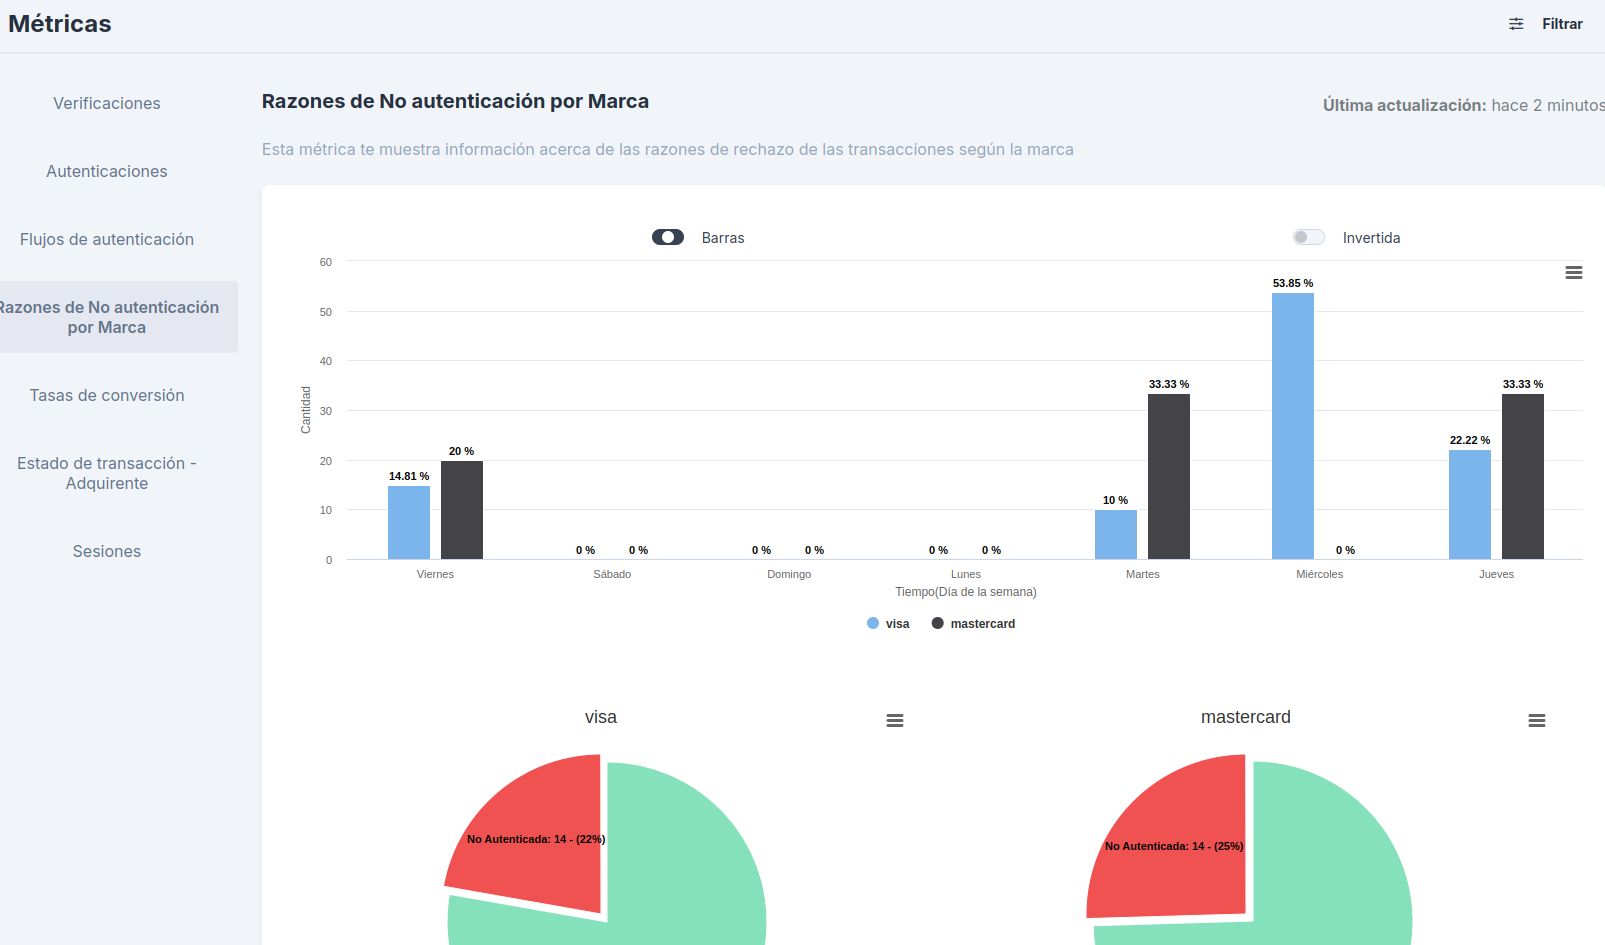 Métricas
Filtrar
Verificaciones
Autenticaciones
Flujos de autenticación
Razones de No autenticación
por Marca
Tasas de conversión
Estado de transacción -
Adquirente
Sesiones
Razones de No autenticación por Marca
Última actualización: hace 2 minutos
Esta métrica te muestra información acerca de las razones de rechazo de las transacciones según la marca
Barras
Invertida
60
50
40
30
20
10
0
Cantidad
14.81 %
20 %
0 %
0 %
0 %
0 %
0 %
0 %
10 %
33.33 %
53.85 %
0 %
22.22 %
33.33 %
Viernes
Sábado
Domingo
Lunes
Martes
Miércoles
Jueves
Tiempo(Día de la semana)
visa
mastercard
visa
No Autenticada: 14 - (22%)
mastercard
No Autenticada: 14 - (25%)